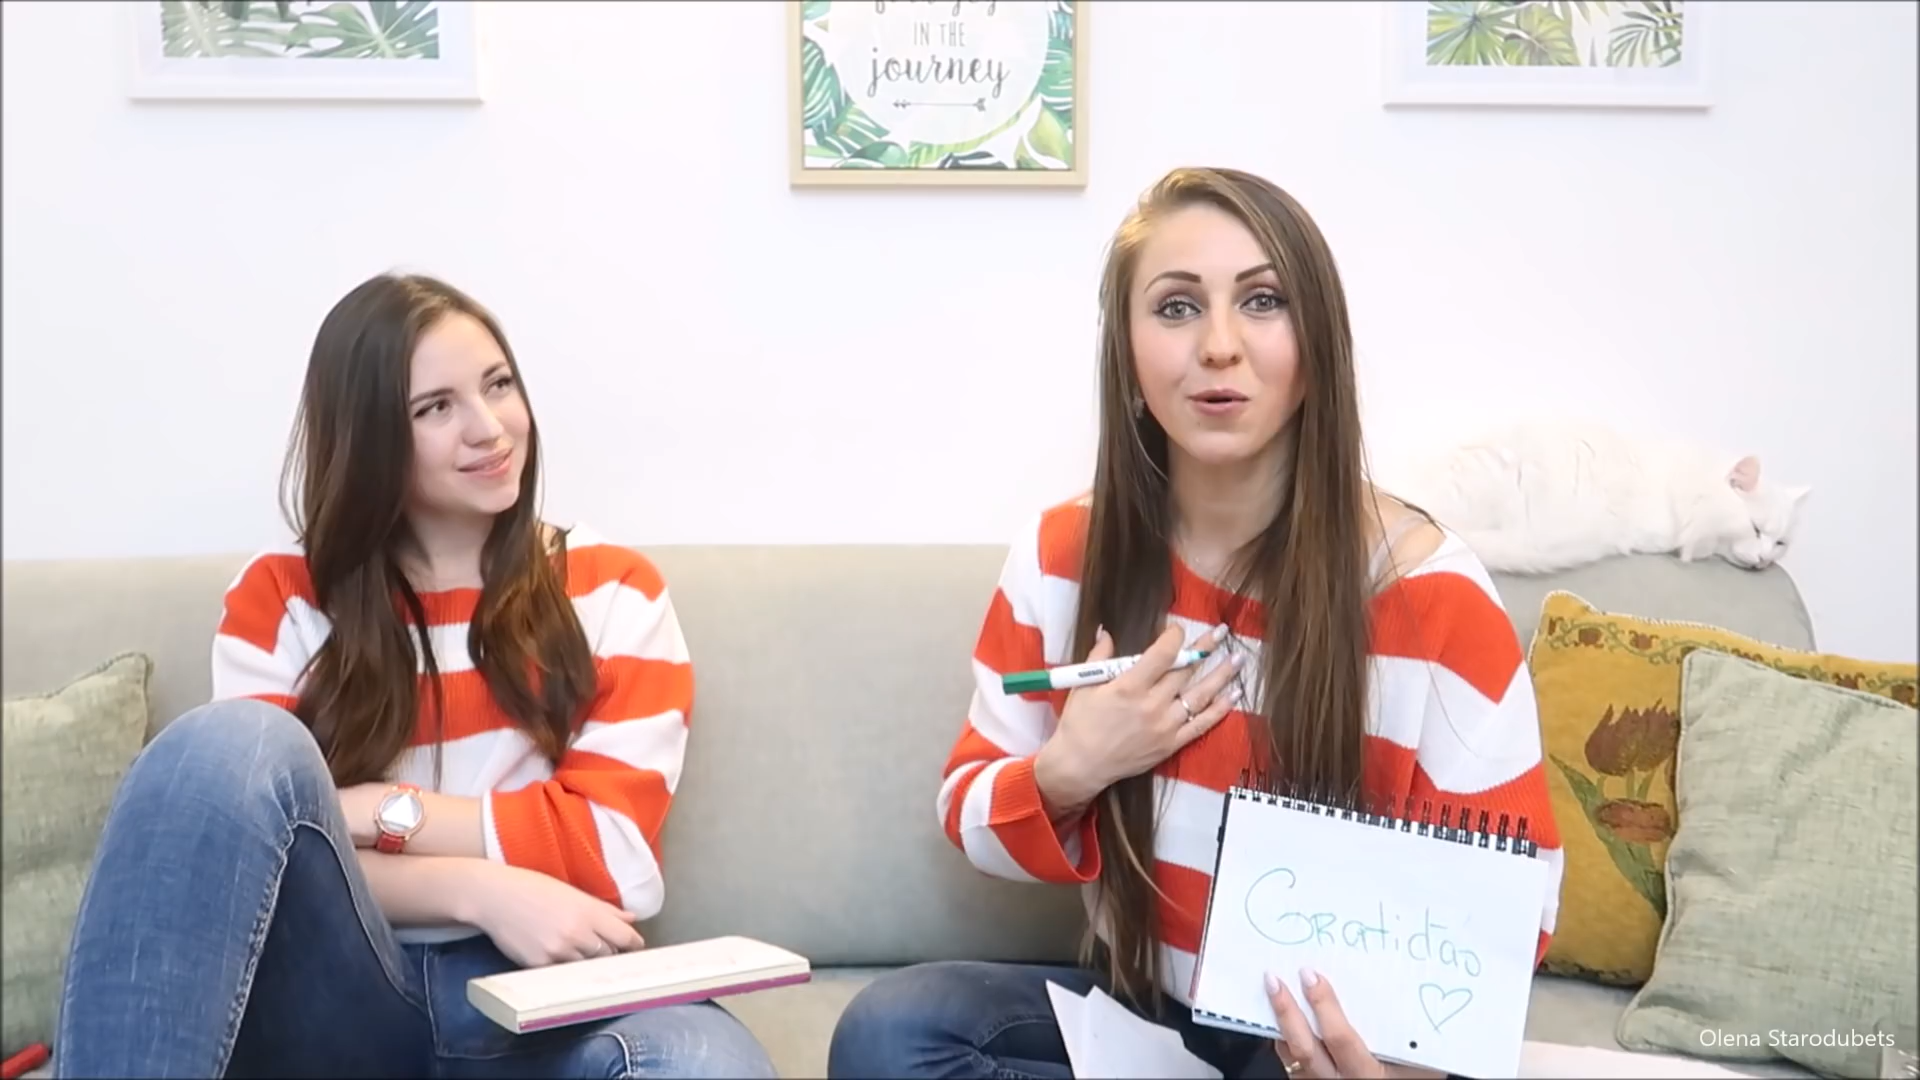 IN THE
journey
Gratidão
Olena Starodubets